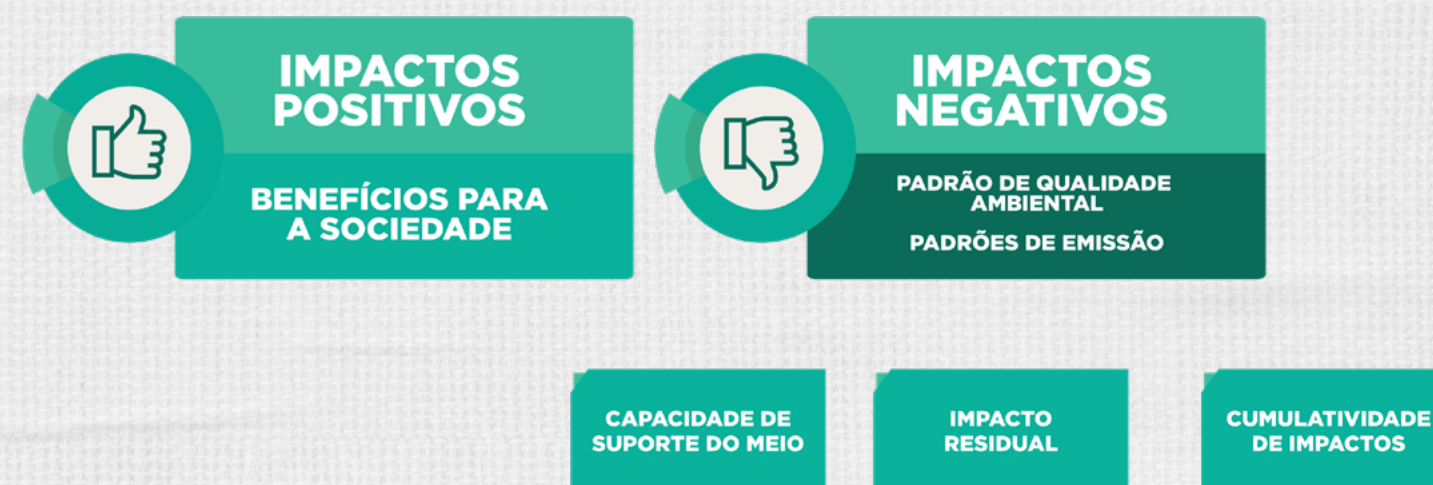 IMPACTOS
POSITIVOS
BENEFÍCIOS PARA
A SOCIEDADE
IMPACTOS
NEGATIVOS
PADRÃO DE QUALIDADE
AMBIENTAL
PADRÕES DE EMISSÃO
CAPACIDADE DE
SUPORTE DO MEIO
IMPACTO
RESIDUAL
CUMULATIVIDADE
DE IMPACTOS